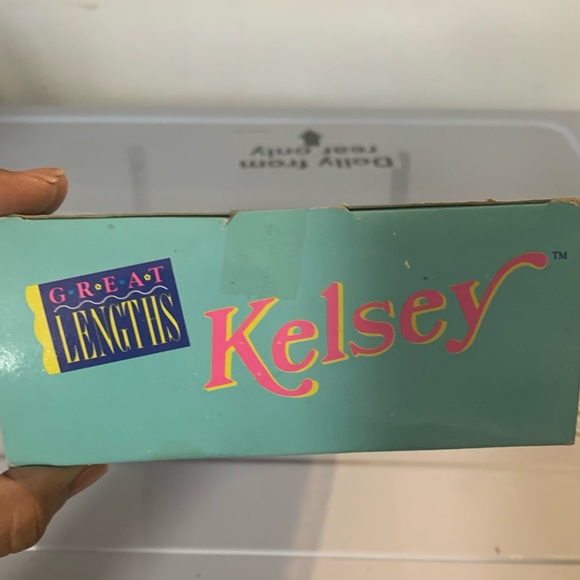 Dolly from
rear only
G·R·E·A·T
LENGTHS
Kelsey™